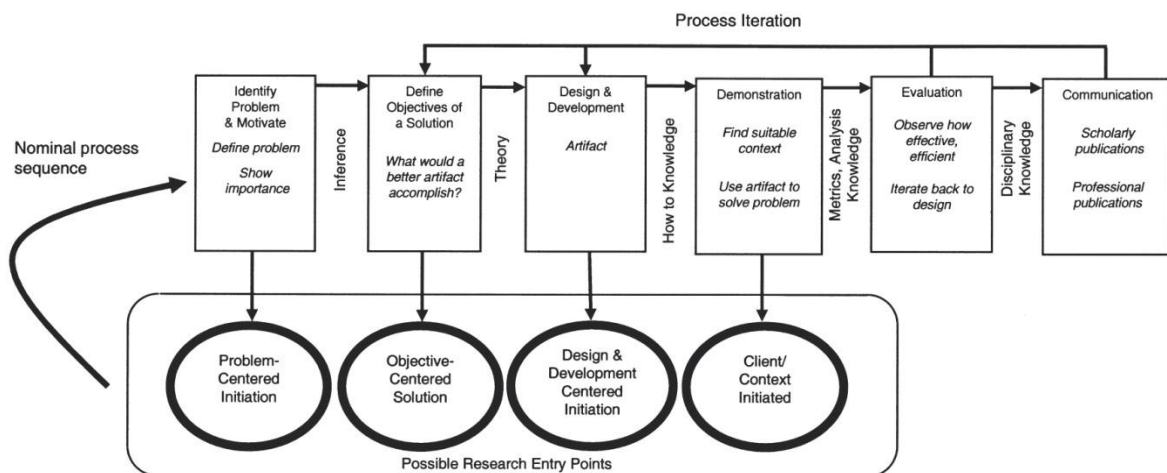 Process Iteration
Nominal process
sequence
Identify
Problem
& Motivate
Define problem
Show
importance
Inference
Define
Objectives of
a Solution
What would a
better artifact
accomplish?
Theory
Design &
Development
Artifact
How to Knowledge
Demonstration
Find suitable
context
Use artifact to
solve problem
Metrics, Analysis
Knowledge
Evaluation
Observe how
effective,
efficient
Iterate back to
design
Disciplinary
Knowledge
Communication
Scholarly
publications
Professional
publications
Problem-
Centered
Initiation
Objective-
Centered
Solution
Design &
Development
Centered
Initiation
Client/
Context
Initiated
Possible Research Entry Points